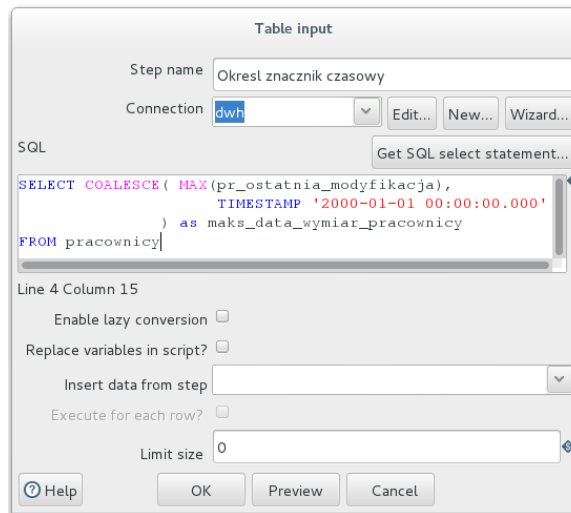 Table input
Step name Okresl znacznik czasowy
Connection dwh Edit... New... Wizard...
SQL Get SQL select statement...
SELECT COALESCE( MAX(pr_ostatnia_modyfikacja),
TIMESTAMP '2000-01-01 00:00:00.000'
) as maks_data_wymiar_pracownicy
FROM pracownicy
Line 4 Column 15
Enable lazy conversion
Replace variables in script?
Insert data from step
Execute for each row?
Limit size 0
Help OK Preview Cancel